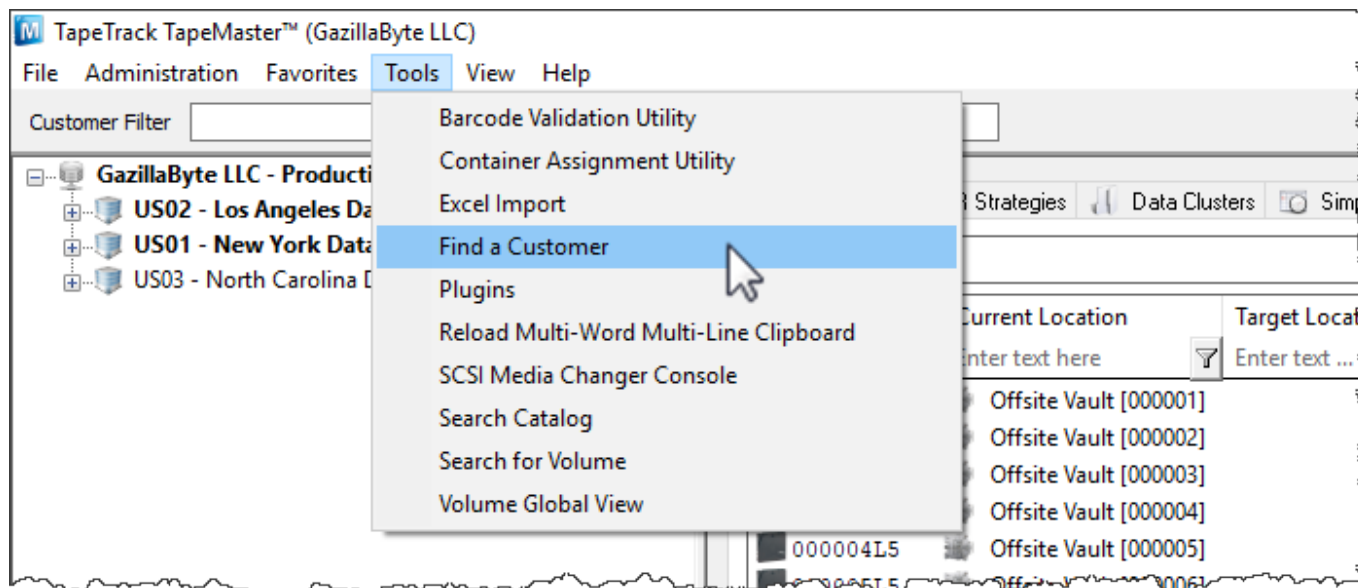 TapeTrack TapeMaster™ (GazillaByte LLC)
File Administration Favorites Tools View Help
Customer Filter
Barcode Validation Utility
Container Assignment Utility
Excel Import
Find a Customer
Plugins
Reload Multi-Word Multi-Line Clipboard
SCSI Media Changer Console
Search Catalog
Search for Volume
Volume Global View
GazillaByte LLC - Producti
US02 - Los Angeles Da
US01 - New York Data
US03 - North Carolina
Strategies Data Clusters Simp
Current Location Target Locat
Enter text here Enter text ...
Offsite Vault [000001]
Offsite Vault [000002]
Offsite Vault [000003]
Offsite Vault [000004]
000004L5 Offsite Vault [000005]